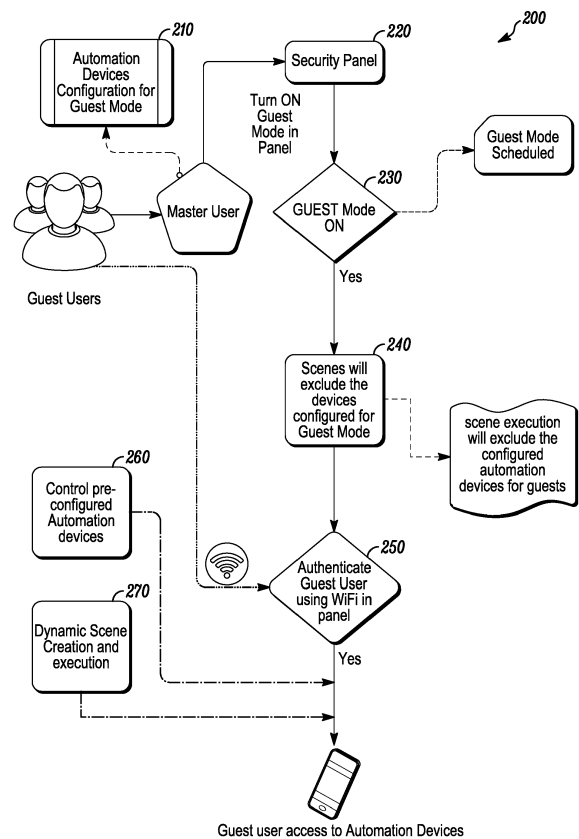 200
210
Automation
Devices
Configuration for
Guest Mode
220
Security Panel
Turn ON
Guest
Mode in
Panel
Guest Mode
Scheduled
230
GUEST Mode
ON
Master User
Guest Users
Yes
240
Scenes will
exclude the
devices
configured for
Guest Mode
scene execution
will exclude the
configured
automation
devices for guests
260
Control pre-
configured
Automation
devices
250
Authenticate
Guest User
using WiFi in
panel
270
Dynamic Scene
Creation and
execution
Yes
Guest user access to Automation Devices